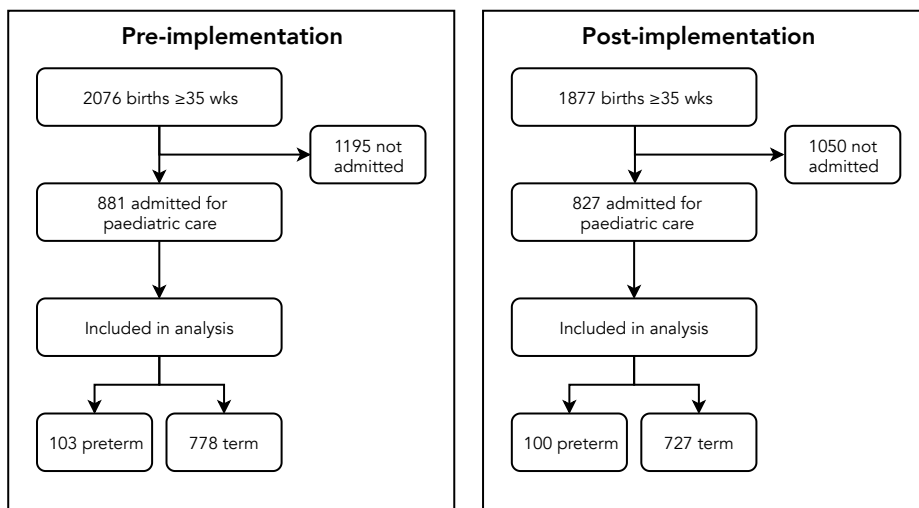 Pre-implementation
2076 births ≥35 wks
1195 not
admitted
881 admitted for
paediatric care
Included in analysis
103 preterm
778 term
Post-implementation
1877 births ≥35 wks
1050 not
admitted
827 admitted for
paediatric care
Included in analysis
100 preterm
727 term